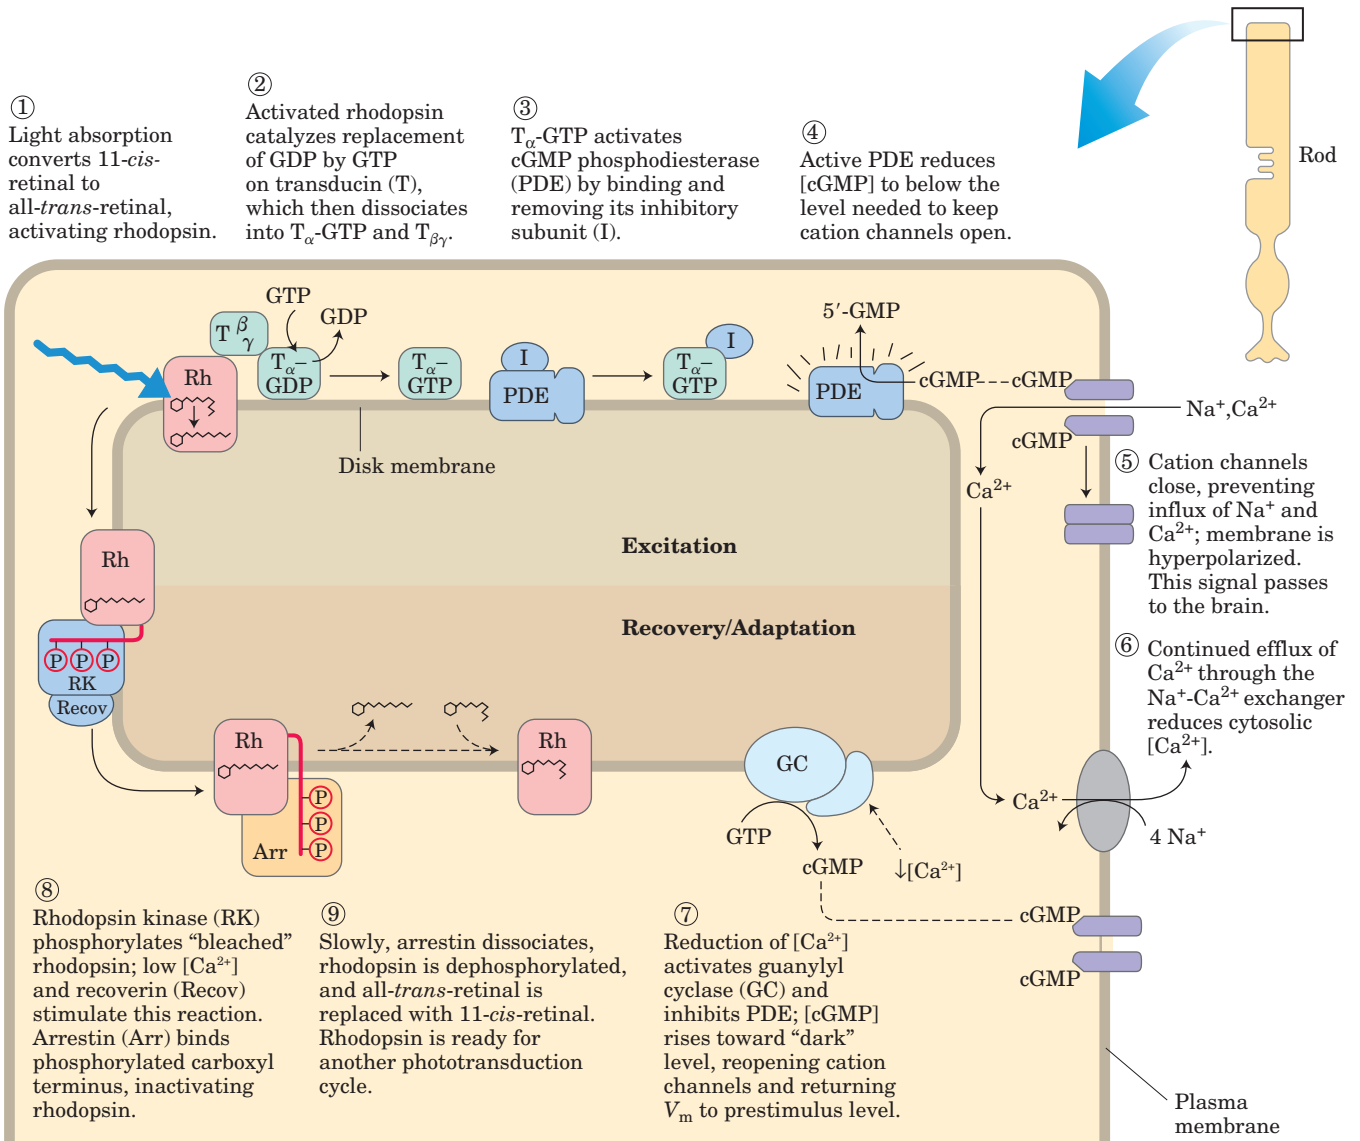 ①
Light absorption
converts 11-cis-
retinal to
all-trans-retinal,
activating rhodopsin.
②
Activated rhodopsin
catalyzes replacement
of GDP by GTP
on transducin (T),
which then dissociates
into Tα-GTP and Tβγ.
③
Tα-GTP activates
cGMP phosphodiesterase
(PDE) by binding and
removing its inhibitory
subunit (I).
④
Active PDE reduces
[cGMP] to below the
level needed to keep
cation channels open.
Rod
GTP
GDP
T β γ
Rh
Tα–
GDP
Tα–
GTP
I
PDE
I
Tα–
GTP
5′-GMP
PDE
cGMP
cGMP
Na⁺,Ca²⁺
cGMP
Disk membrane
Ca²⁺
⑤ Cation channels
close, preventing
influx of Na⁺ and
Ca²⁺; membrane is
hyperpolarized.
This signal passes
to the brain.
Excitation
Recovery/Adaptation
Rh
P P P
RK
Recov
⑥ Continued efflux of
Ca²⁺ through the
Na⁺-Ca²⁺ exchanger
reduces cytosolic
[Ca²⁺].
Rh
P
P
P
Arr
Rh
GC
GTP
cGMP
↓[Ca²⁺]
Ca²⁺
4 Na⁺
cGMP
cGMP
⑧
Rhodopsin kinase (RK)
phosphorylates “bleached”
rhodopsin; low [Ca²⁺]
and recoverin (Recov)
stimulate this reaction.
Arrestin (Arr) binds
phosphorylated carboxyl
terminus, inactivating
rhodopsin.
⑨
Slowly, arrestin dissociates,
rhodopsin is dephosphorylated,
and all-trans-retinal is
replaced with 11-cis-retinal.
Rhodopsin is ready for
another phototransduction
cycle.
⑦
Reduction of [Ca²⁺]
activates guanylyl
cyclase (GC) and
inhibits PDE; [cGMP]
rises toward “dark”
level, reopening cation
channels and returning
Vm to prestimulus level.
Plasma
membrane